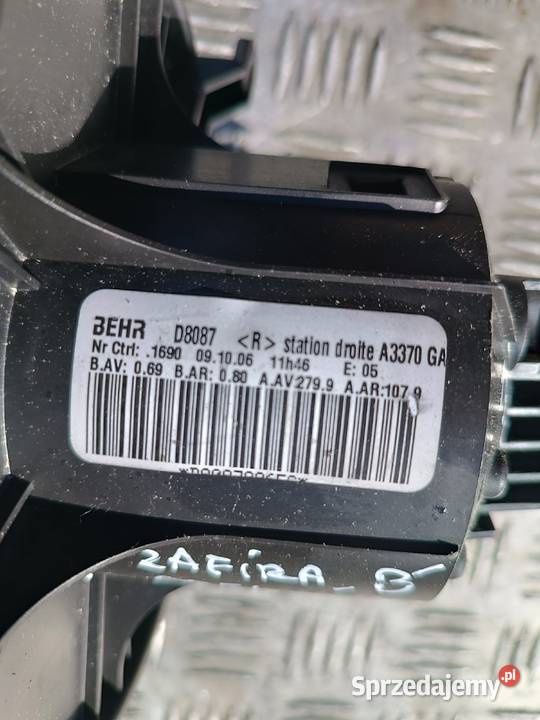 BEHR D8087 <R> station droite A3370 GA
Nr Ctrl: .1690 09.10.06 11h46 E: 05
B.AV: 0.69 B.AR: 0.80 A.AV279.9 A.AR:107.9
ZAFIRA-B
Sprzedajemy.pl